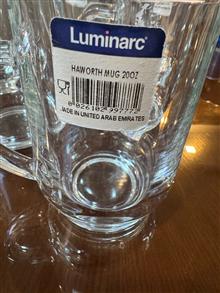 Luminarc®
HAWORTH MUG 20OZ
MADE IN UNITED ARAB EMIRATES